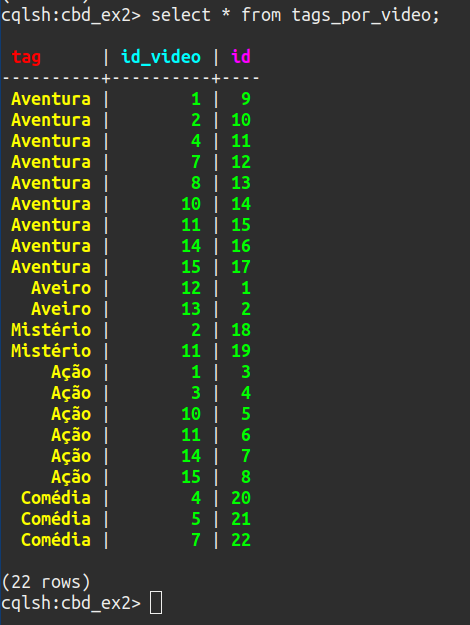 cqlsh:cbd_ex2> select * from tags_por_video;
tag | id_video | id
----------+----------+----
Aventura | 1 | 9
Aventura | 2 | 10
Aventura | 4 | 11
Aventura | 7 | 12
Aventura | 8 | 13
Aventura | 10 | 14
Aventura | 11 | 15
Aventura | 14 | 16
Aventura | 15 | 17
Aveiro | 12 | 1
Aveiro | 13 | 2
Mistério | 2 | 18
Mistério | 11 | 19
Ação | 1 | 3
Ação | 3 | 4
Ação | 10 | 5
Ação | 11 | 6
Ação | 14 | 7
Ação | 15 | 8
Comédia | 4 | 20
Comédia | 5 | 21
Comédia | 7 | 22
(22 rows)
cqlsh:cbd_ex2>